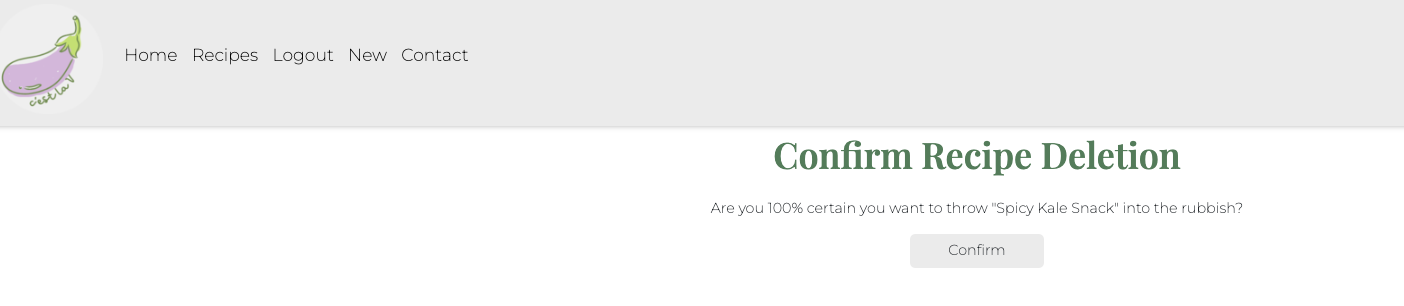 c'est la V
Home Recipes Logout New Contact
Confirm Recipe Deletion
Are you 100% certain you want to throw "Spicy Kale Snack" into the rubbish?
Confirm